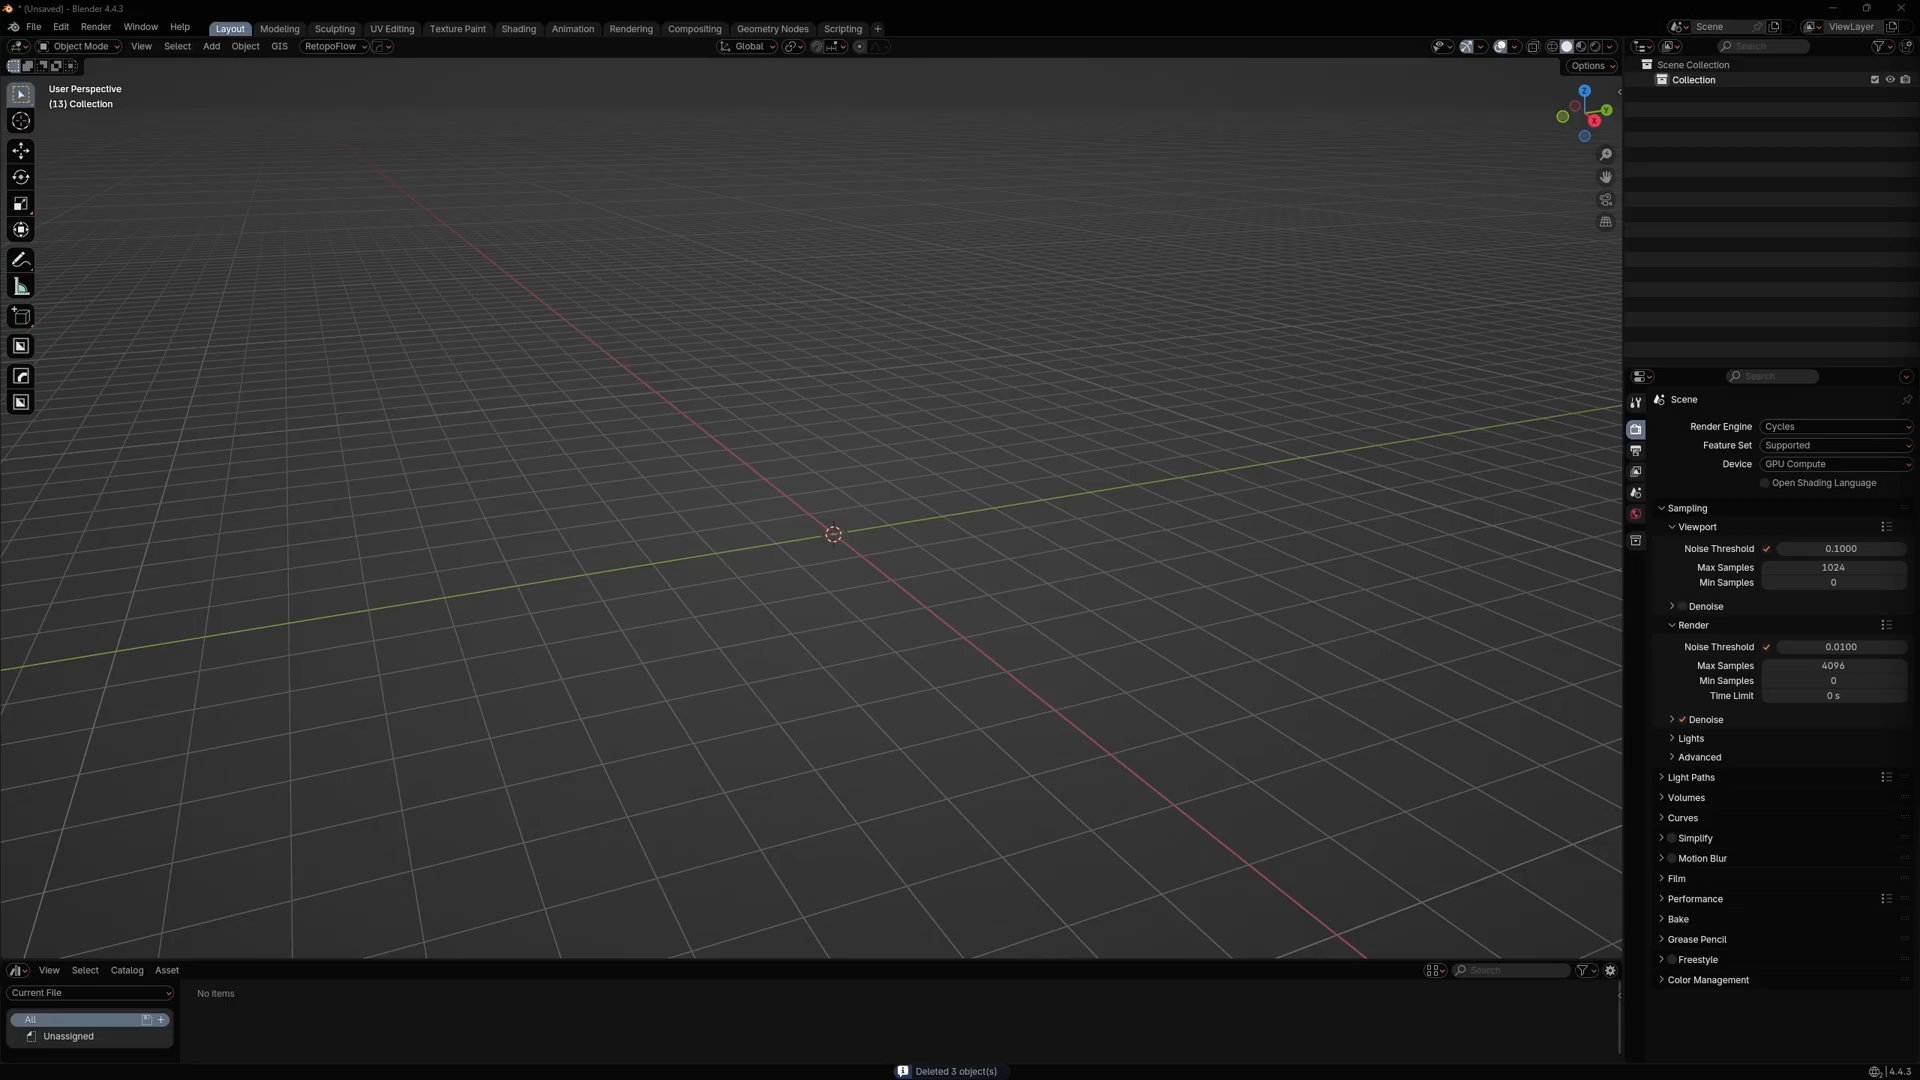 * (Unsaved) - Blender 4.4.3
File Edit Render Window Help Layout Modeling Sculpting UV Editing Texture Paint Shading Animation Rendering Compositing Geometry Nodes Scripting + Scene ViewLayer
Object Mode View Select Add Object GIS RetopoFlow Global Search
Options
User Perspective
(13) Collection
Z
Y
X
Scene Collection
Collection
Search
Scene
Render Engine Cycles
Feature Set Supported
Device GPU Compute
Open Shading Language
Sampling
Viewport
Noise Threshold 0.1000
Max Samples 1024
Min Samples 0
Denoise
Render
Noise Threshold 0.0100
Max Samples 4096
Min Samples 0
Time Limit 0 s
Denoise
Lights
Advanced
Light Paths
Volumes
Curves
Simplify
Motion Blur
Film
Performance
Bake
Grease Pencil
Freestyle
Color Management
View Select Catalog Asset Search
Current File
No items
All
Unassigned
Deleted 3 object(s)
4.4.3